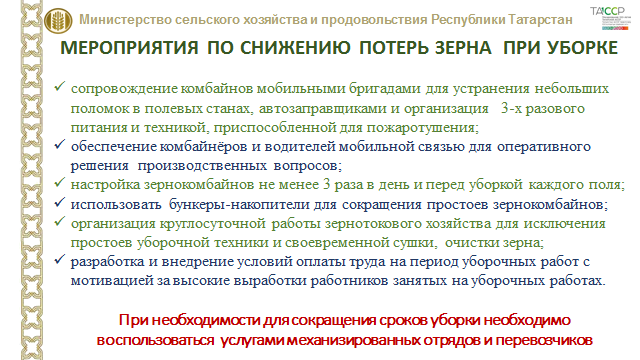 Министерство сельского хозяйства и продовольствия Республики Татарстан
ТАССР
МЕРОПРИЯТИЯ ПО СНИЖЕНИЮ ПОТЕРЬ ЗЕРНА ПРИ УБОРКЕ
✓ сопровождение комбайнов мобильными бригадами для устранения небольших
поломок в полевых станах, автозаправщиками и организация 3-х разового
питания и техникой, приспособленной для пожаротушения;
✓ обеспечение комбайнёров и водителей мобильной связью для оперативного
решения производственных вопросов;
✓ настройка зернокомбайнов не менее 3 раза в день и перед уборкой каждого поля;
✓ использовать бункеры-накопители для сокращения простоев зернокомбайнов;
✓ организация круглосуточной работы зернотокового хозяйства для исключения
простоев уборочной техники и своевременной сушки, очистки зерна;
✓ разработка и внедрение условий оплаты труда на период уборочных работ с
мотивацией за высокие выработки работников занятых на уборочных работах.
При необходимости для сокращения сроков уборки необходимо
воспользоваться услугами механизированных отрядов и перевозчиков